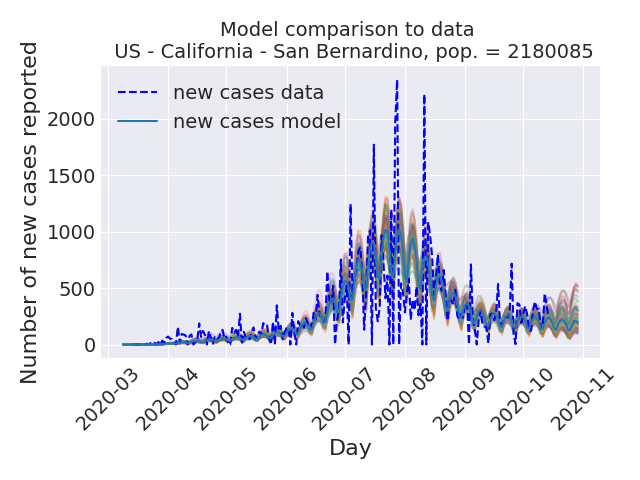 Model comparison to data
US - California - San Bernardino, pop. = 2180085
new cases data
new cases model
Number of new cases reported
2000
1500
1000
500
0
2020-03
2020-04
2020-05
2020-06
2020-07
2020-08
2020-09
2020-10
2020-11
Day